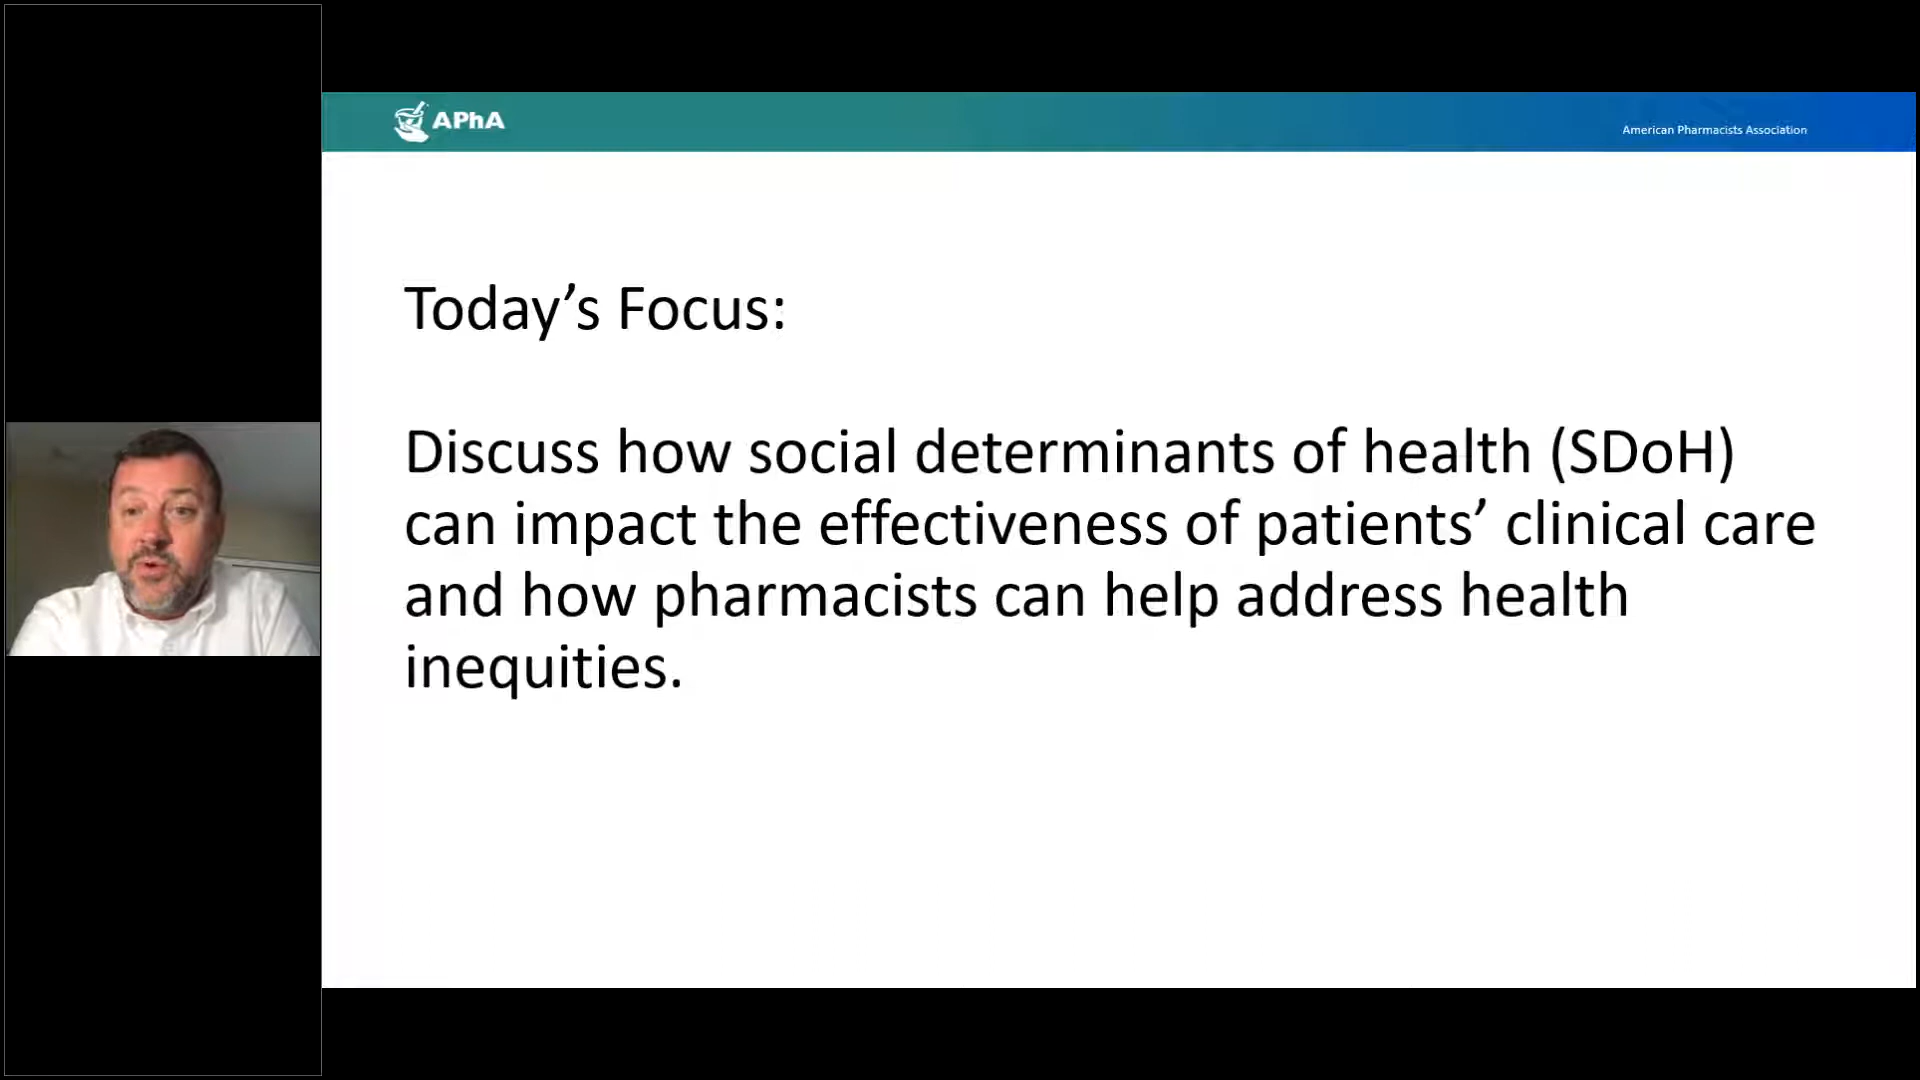 APhA
American Pharmacists Association
Today’s Focus:
Discuss how social determinants of health (SDoH)
can impact the effectiveness of patients’ clinical care
and how pharmacists can help address health
inequities.